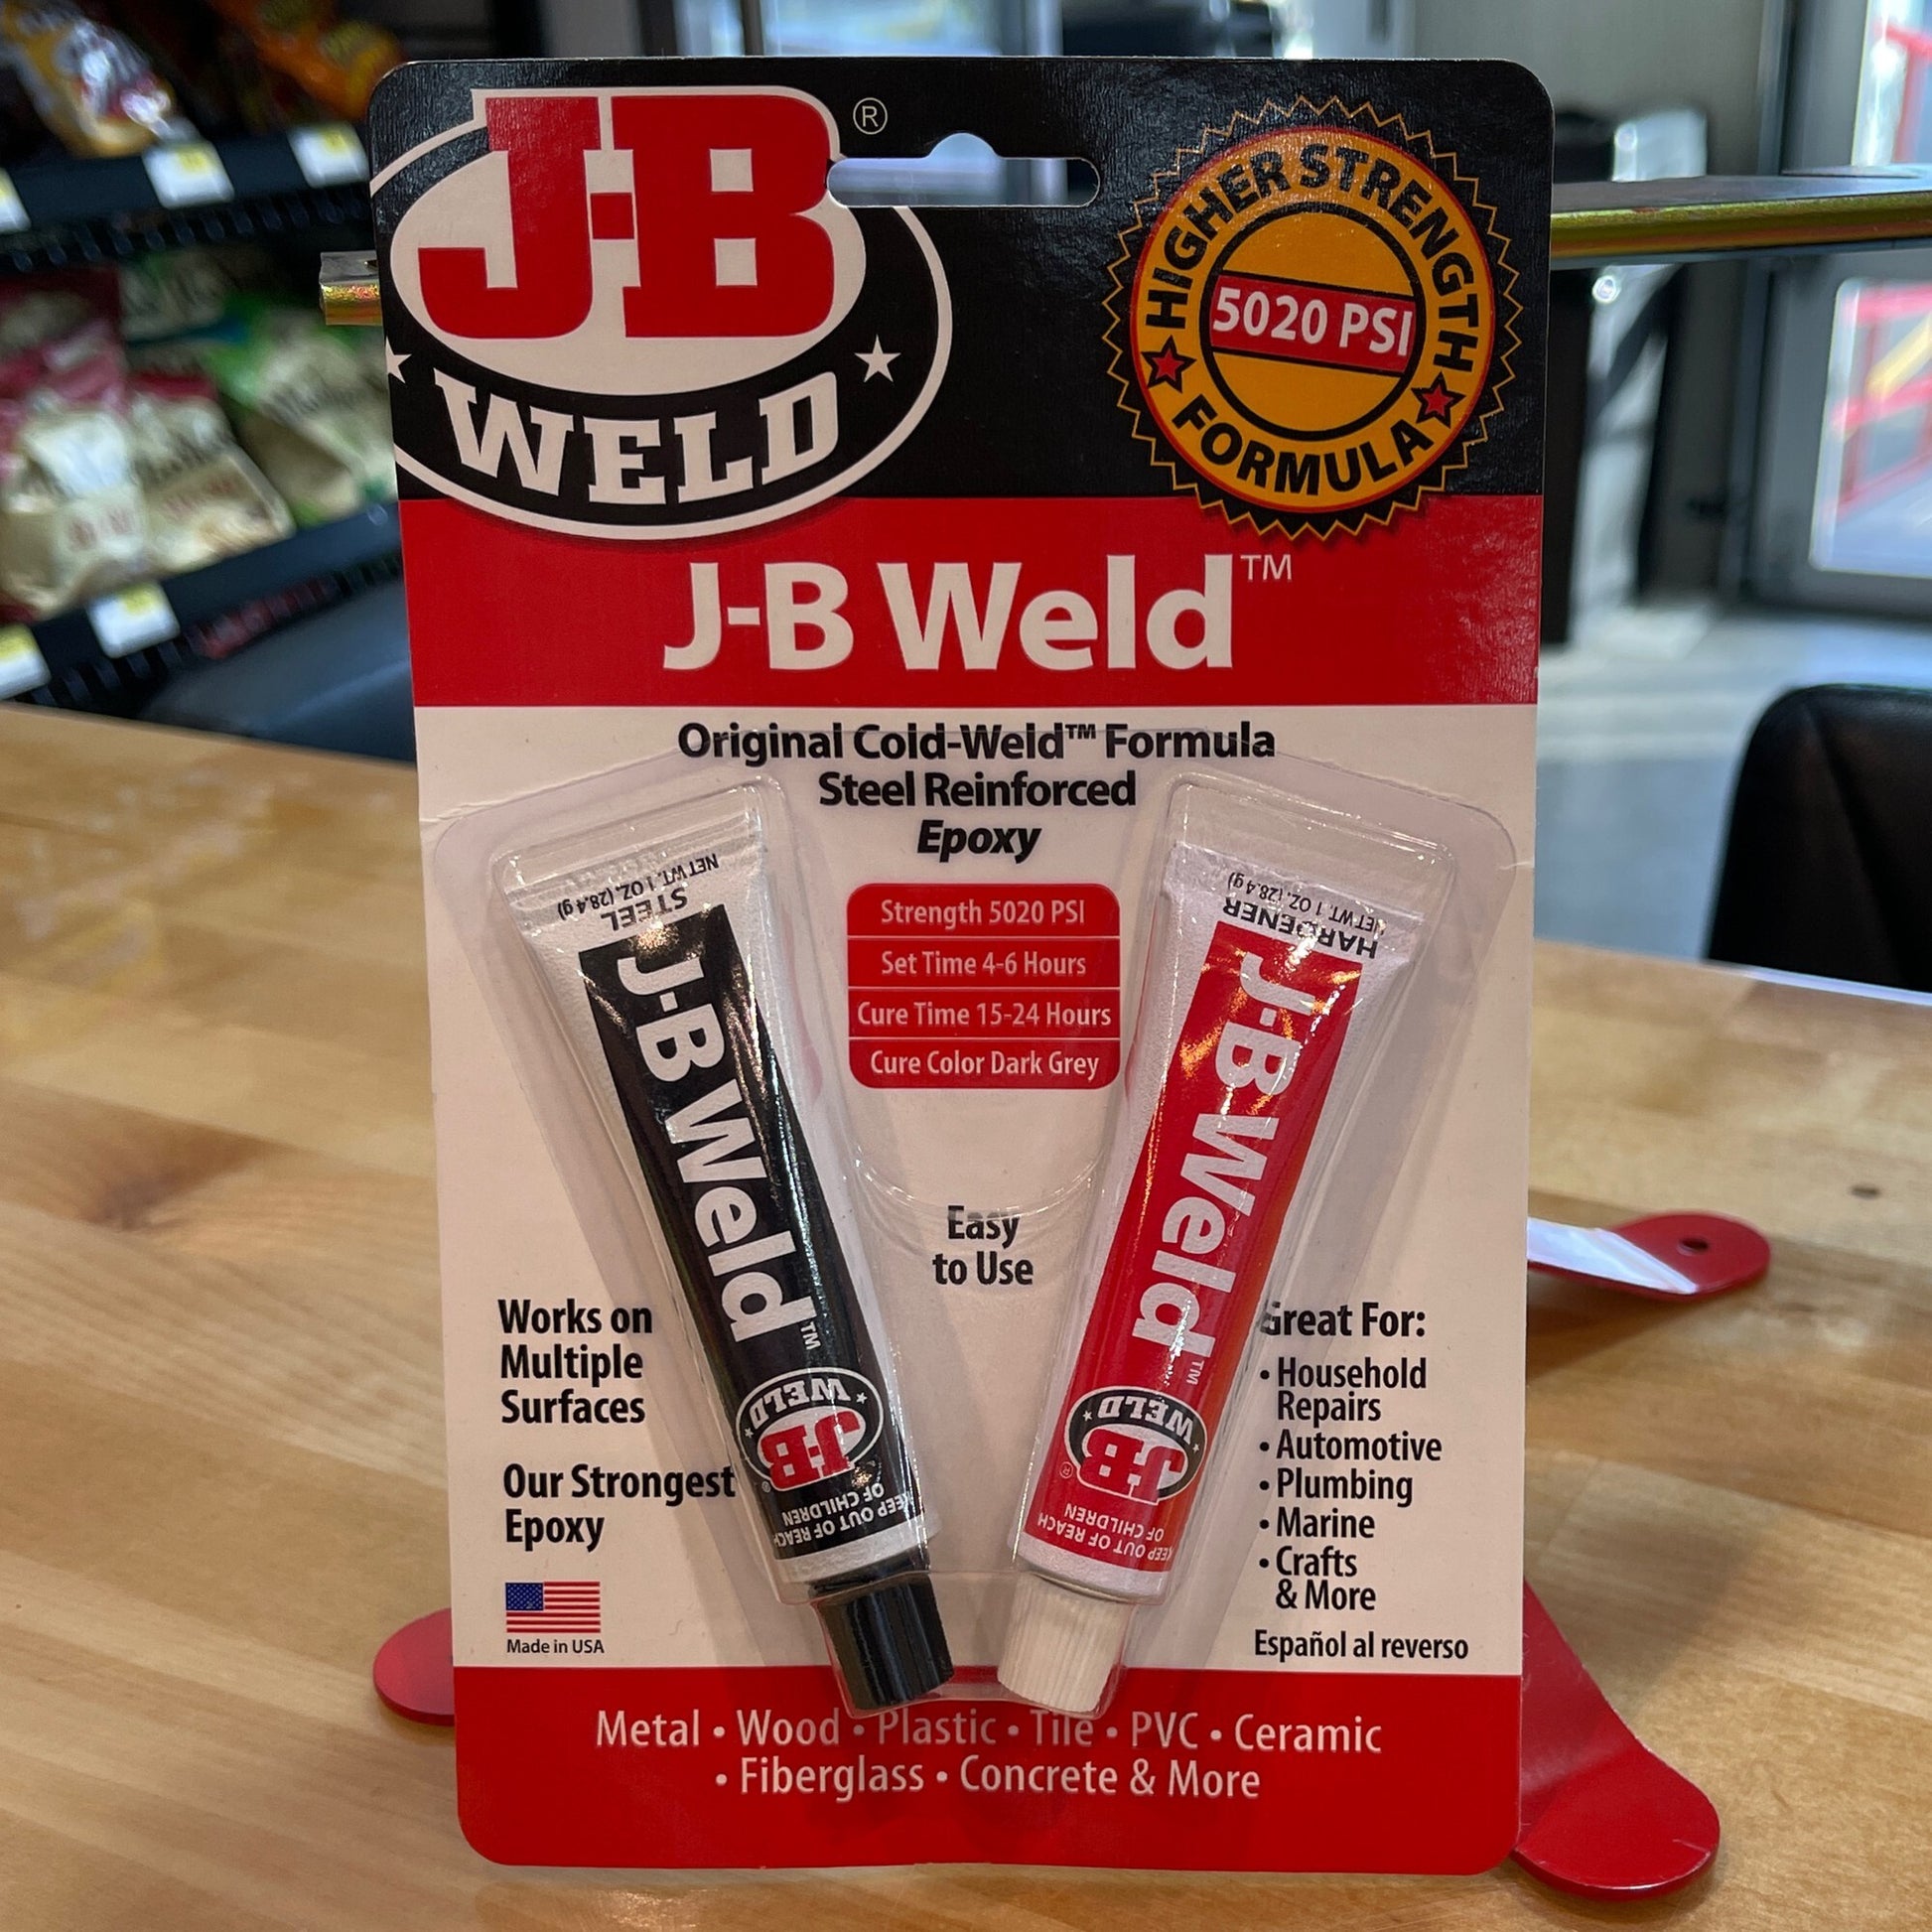 J-B
WELD
®
HIGHER STRENGTH
5020 PSI
FORMULA
J-B Weld™
Original Cold-Weld™ Formula
Steel Reinforced
Epoxy
Strength 5020 PSI
Set Time 4-6 Hours
Cure Time 15-24 Hours
Cure Color Dark Grey
NET WT. 1 OZ. (28.4g)
STEEL
J-B Weld™
J-B
WELD
®
KEEP OUT OF REACH
OF CHILDREN
NET WT. 1 OZ. (28.4g)
HARDENER
J-B Weld™
J-B
WELD
®
KEEP OUT OF REACH
OF CHILDREN
Easy
to Use
Works on
Multiple
Surfaces
Our Strongest
Epoxy
Made in USA
Great For:
• Household
Repairs
• Automotive
• Plumbing
• Marine
• Crafts
& More
Español al reverso
Metal • Wood • Plastic • Tile • PVC • Ceramic
• Fiberglass • Concrete & More